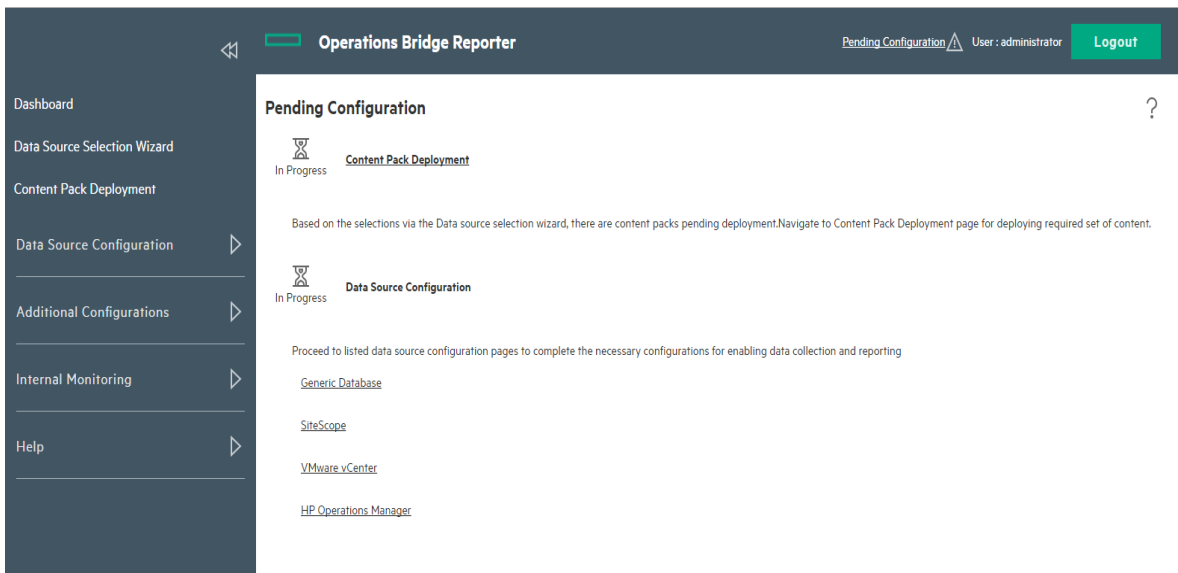 Operations Bridge Reporter
Pending Configuration
User : administrator
Logout
Dashboard
Data Source Selection Wizard
Content Pack Deployment
Data Source Configuration
Additional Configurations
Internal Monitoring
Help
Pending Configuration
?
In Progress
Content Pack Deployment
Based on the selections via the Data source selection wizard, there are content packs pending deployment.Navigate to Content Pack Deployment page for deploying required set of content.
In Progress
Data Source Configuration
Proceed to listed data source configuration pages to complete the necessary configurations for enabling data collection and reporting
Generic Database
SiteScope
VMware vCenter
HP Operations Manager